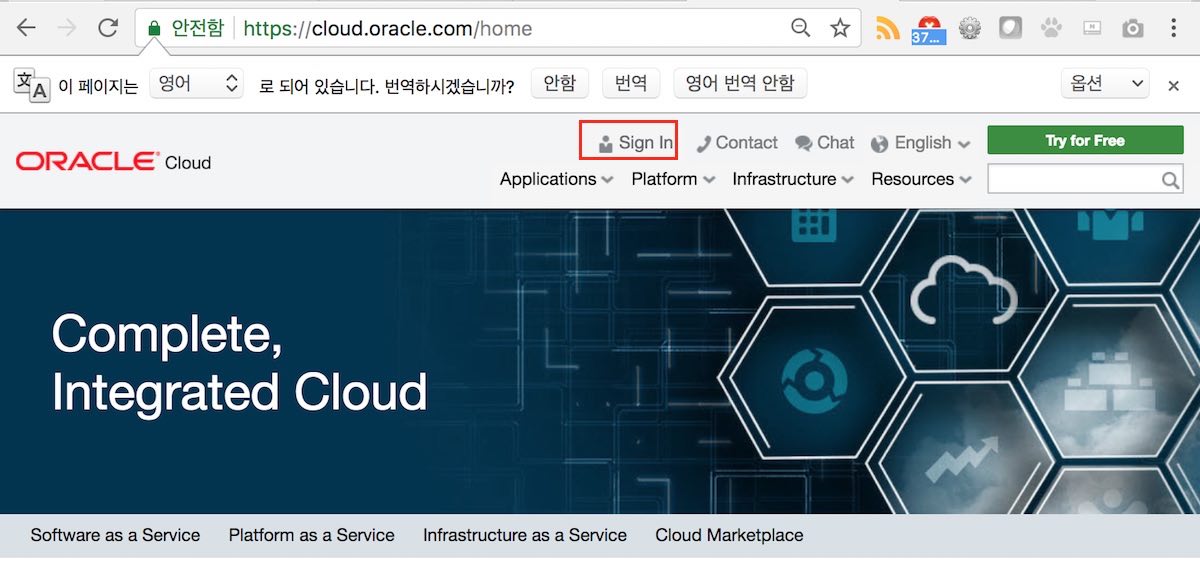 안전함 https://cloud.oracle.com/home
37...
文A 이 페이지는 영어 로 되어 있습니다. 번역하시겠습니까? 안함 번역 영어 번역 안함 옵션
Sign In Contact Chat English Try for Free
ORACLE® Cloud
Applications Platform Infrastructure Resources
Complete,
Integrated Cloud
Software as a Service Platform as a Service Infrastructure as a Service Cloud Marketplace